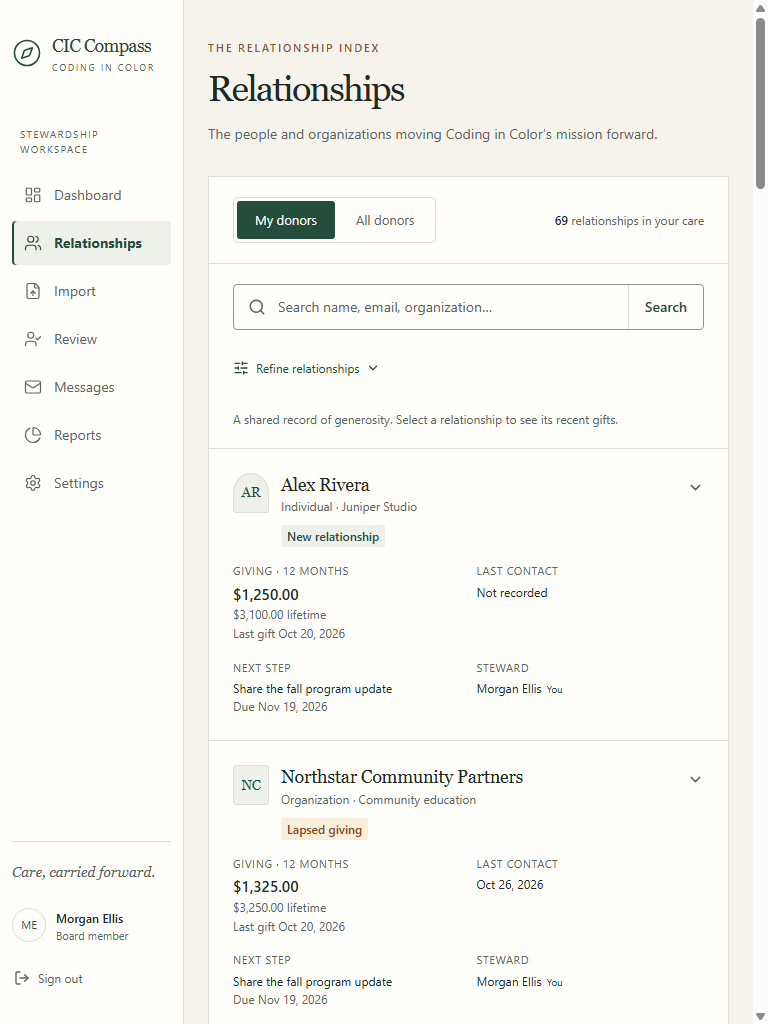 CIC Compass
CODING IN COLOR
STEWARDSHIP
WORKSPACE
Dashboard
Relationships
Import
Review
Messages
Reports
Settings
Care, carried forward.
ME
Morgan Ellis
Board member
Sign out
THE RELATIONSHIP INDEX
Relationships
The people and organizations moving Coding in Color's mission forward.
My donors
All donors
69 relationships in your care
Search name, email, organization...
Search
Refine relationships
A shared record of generosity. Select a relationship to see its recent gifts.
AR
Alex Rivera
Individual · Juniper Studio
New relationship
GIVING · 12 MONTHS
$1,250.00
$3,100.00 lifetime
Last gift Oct 20, 2026
LAST CONTACT
Not recorded
NEXT STEP
Share the fall program update
Due Nov 19, 2026
STEWARD
Morgan Ellis You
NC
Northstar Community Partners
Organization · Community education
Lapsed giving
GIVING · 12 MONTHS
$1,325.00
$3,250.00 lifetime
Last gift Oct 20, 2026
LAST CONTACT
Oct 26, 2026
NEXT STEP
Share the fall program update
Due Nov 19, 2026
STEWARD
Morgan Ellis You